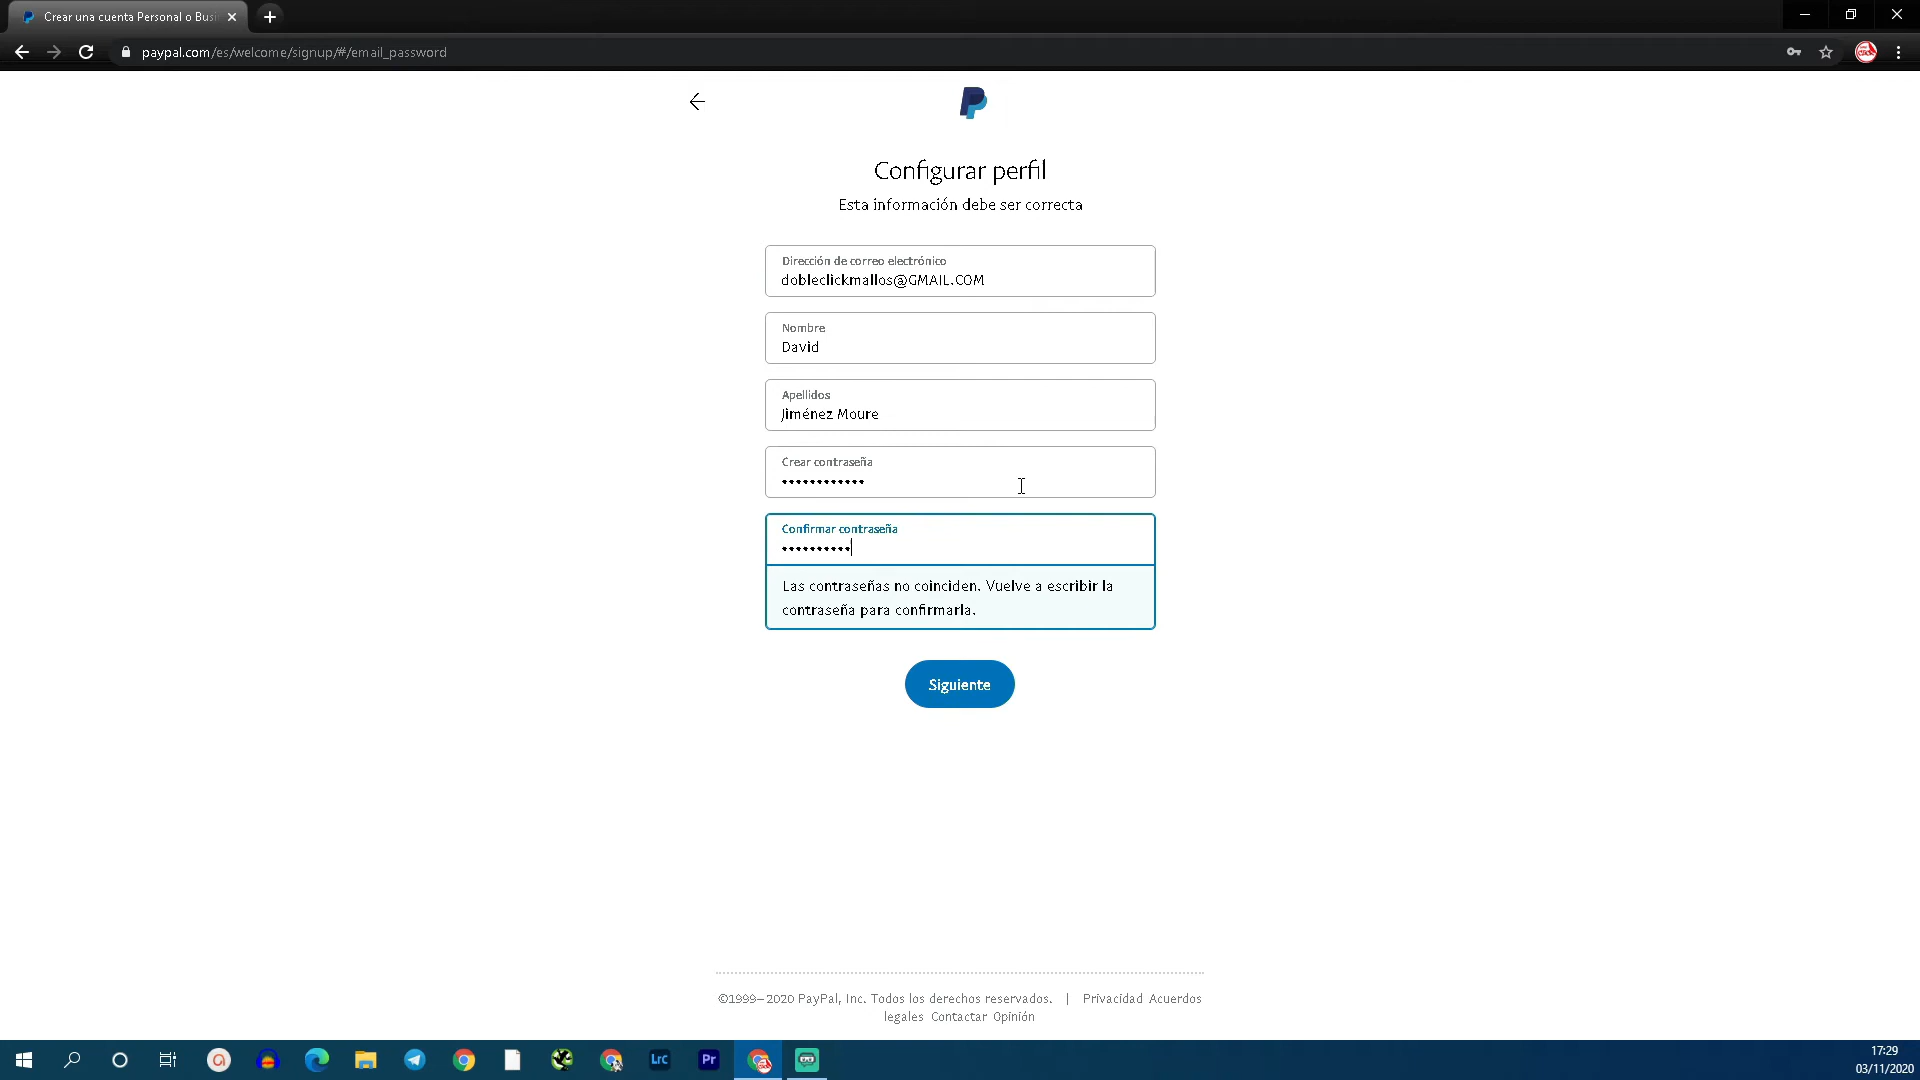 Crear una cuenta Personal o Busi
paypal.com/es/welcome/signup/#/email_password
Configurar perfil
Esta información debe ser correcta
Dirección de correo electrónico
dobleclickmallos@GMAIL.COM
Nombre
David
Apellidos
Jiménez Moure
Crear contraseña
••••••••••••
Confirmar contraseña
••••••••••
Las contraseñas no coinciden. Vuelve a escribir la
contraseña para confirmarla.
Siguiente
©1999–2020 PayPal, Inc. Todos los derechos reservados. | Privacidad Acuerdos
legales Contactar Opinión
Lrc Pr
17:29
03/11/2020